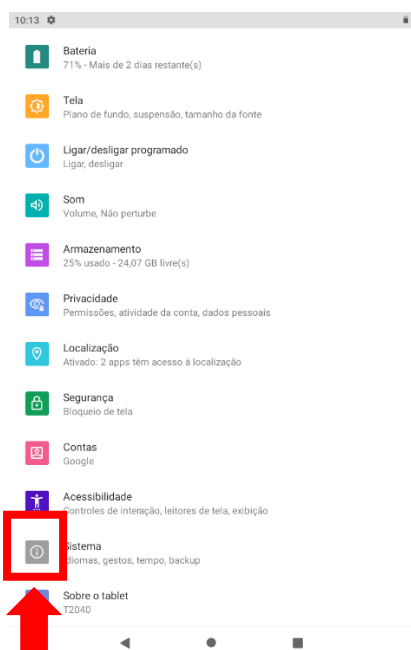 10:13
Bateria
71% - Mais de 2 dias restante(s)
Tela
Plano de fundo, suspensão, tamanho da fonte
Ligar/desligar programado
Ligar, desligar
Som
Volume, Não perturbe
Armazenamento
25% usado - 24,07 GB livre(s)
Privacidade
Permissões, atividade da conta, dados pessoais
Localização
Ativado: 2 apps têm acesso à localização
Segurança
Bloqueio de tela
Contas
Google
Acessibilidade
Controles de interação, leitores de tela, exibição
Sistema
Idiomas, gestos, tempo, backup
Sobre o tablet
T2040